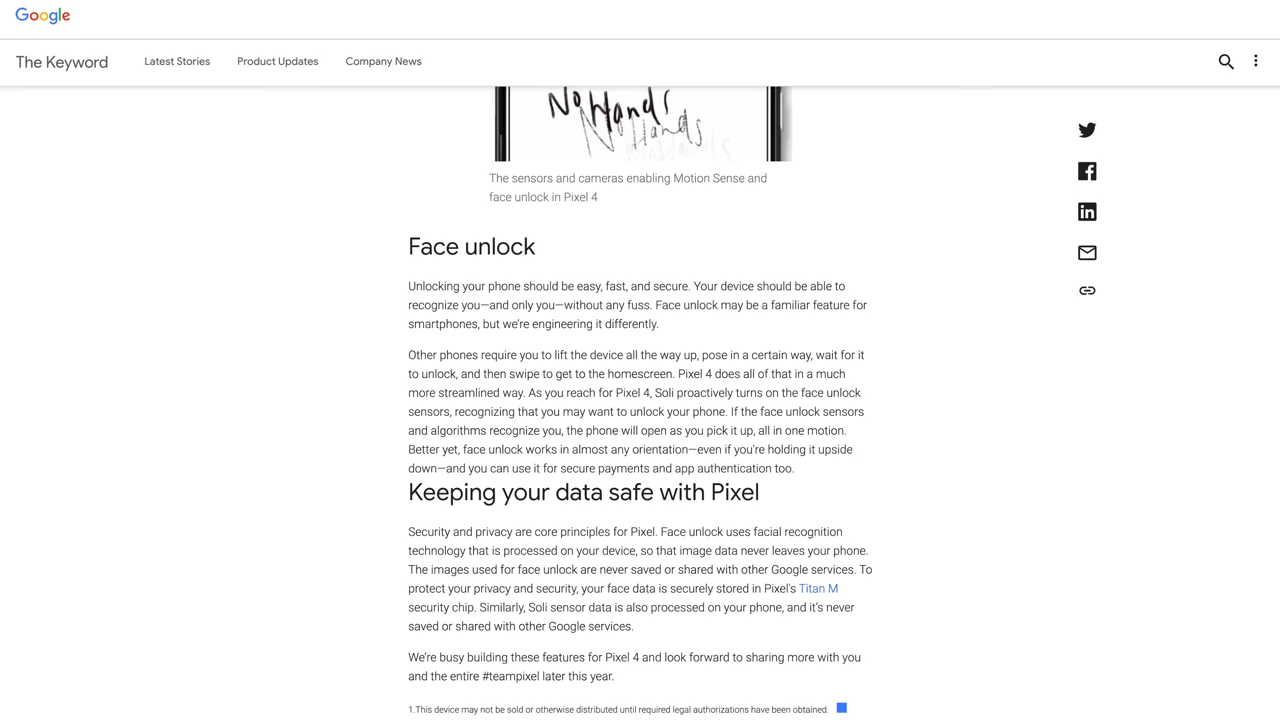 Google
The Keyword
Latest Stories
Product Updates
Company News
No Hands
No Hands
The sensors and cameras enabling Motion Sense and
face unlock in Pixel 4
Face unlock
Unlocking your phone should be easy, fast, and secure. Your device should be able to
recognize you—and only you—without any fuss. Face unlock may be a familiar feature for
smartphones, but we're engineering it differently.
Other phones require you to lift the device all the way up, pose in a certain way, wait for it
to unlock, and then swipe to get to the homescreen. Pixel 4 does all of that in a much
more streamlined way. As you reach for Pixel 4, Soli proactively turns on the face unlock
sensors, recognizing that you may want to unlock your phone. If the face unlock sensors
and algorithms recognize you, the phone will open as you pick it up, all in one motion.
Better yet, face unlock works in almost any orientation—even if you're holding it upside
down—and you can use it for secure payments and app authentication too.
Keeping your data safe with Pixel
Security and privacy are core principles for Pixel. Face unlock uses facial recognition
technology that is processed on your device, so that image data never leaves your phone.
The images used for face unlock are never saved or shared with other Google services. To
protect your privacy and security, your face data is securely stored in Pixel's Titan M
security chip. Similarly, Soli sensor data is also processed on your phone, and it's never
saved or shared with other Google services.
We're busy building these features for Pixel 4 and look forward to sharing more with you
and the entire #teampixel later this year.
1.This device may not be sold or otherwise distributed until required legal authorizations have been obtained.